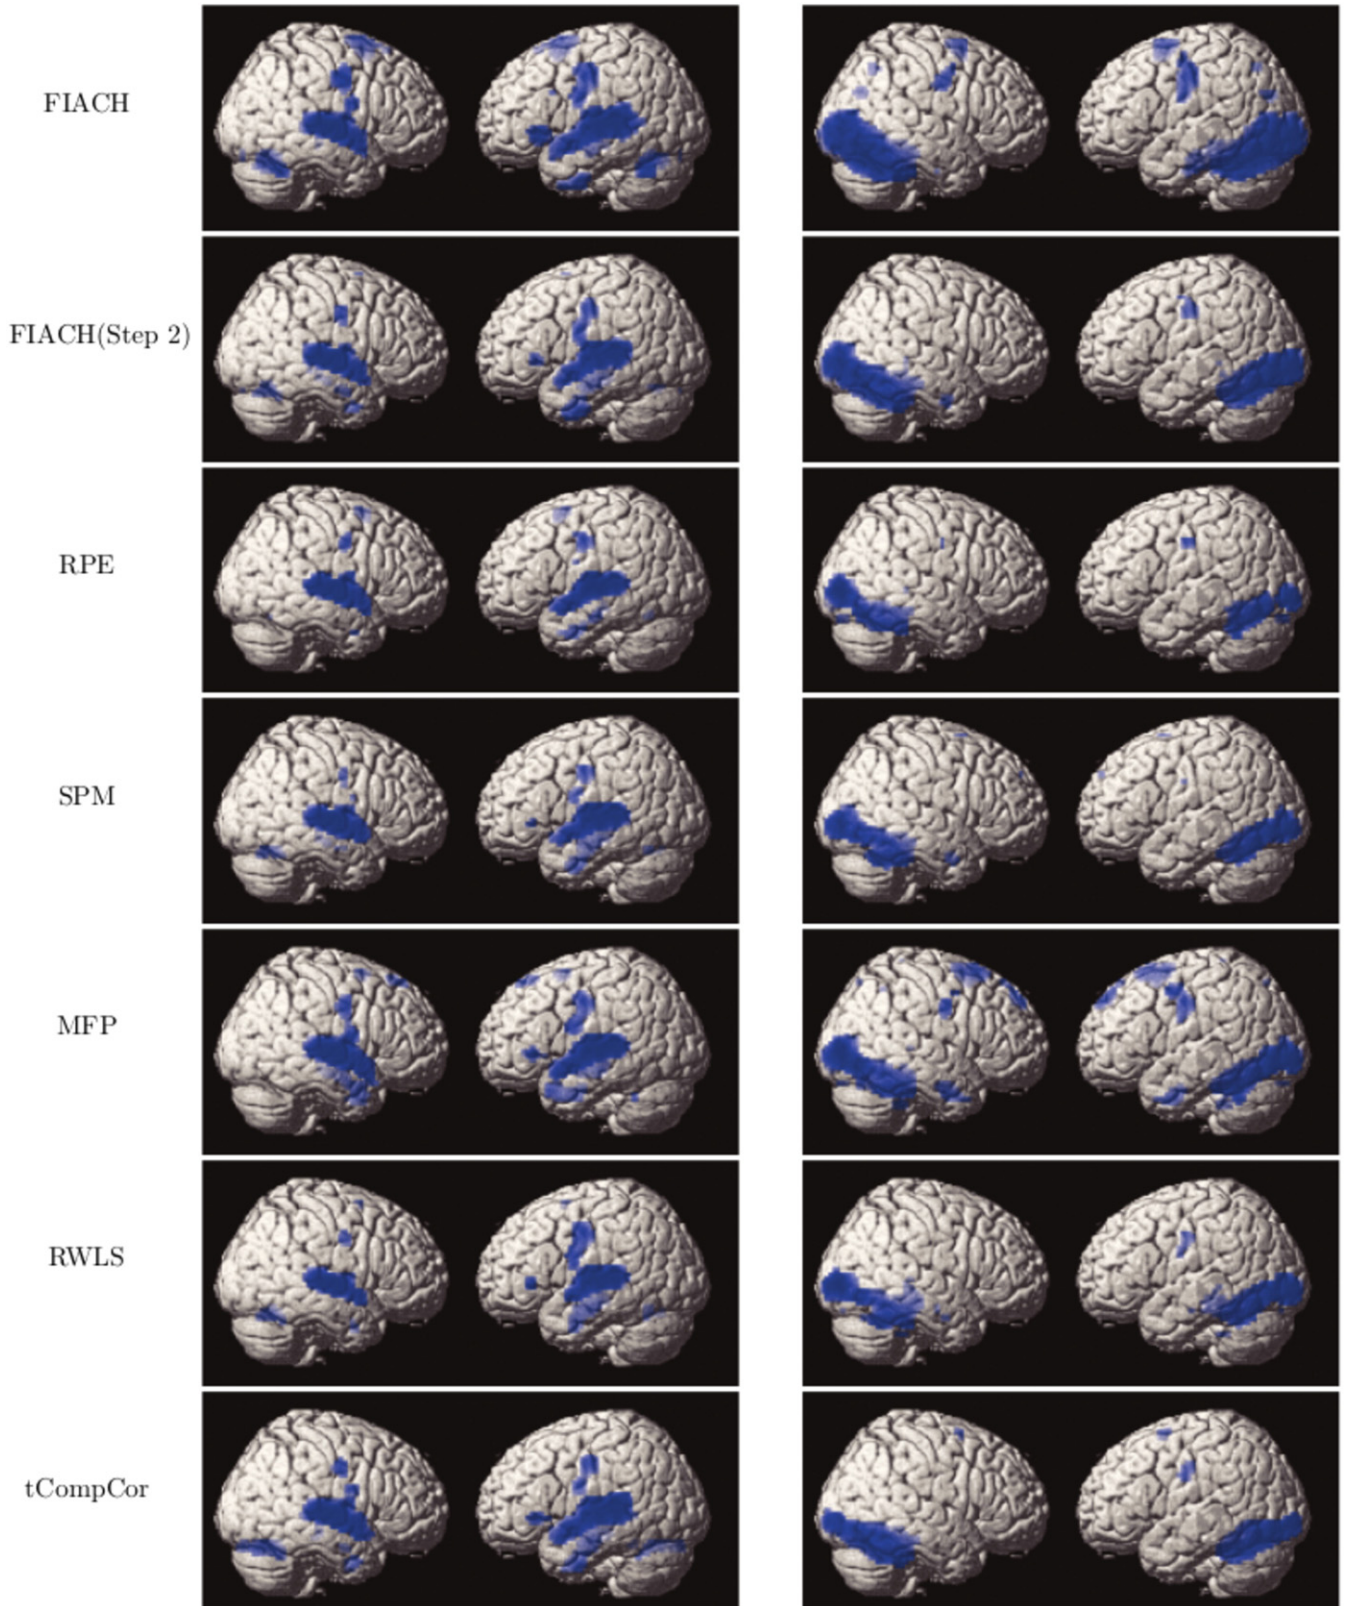 FIACH
FIACH(Step 2)
RPE
SPM
MFP
RWLS
tCompCor